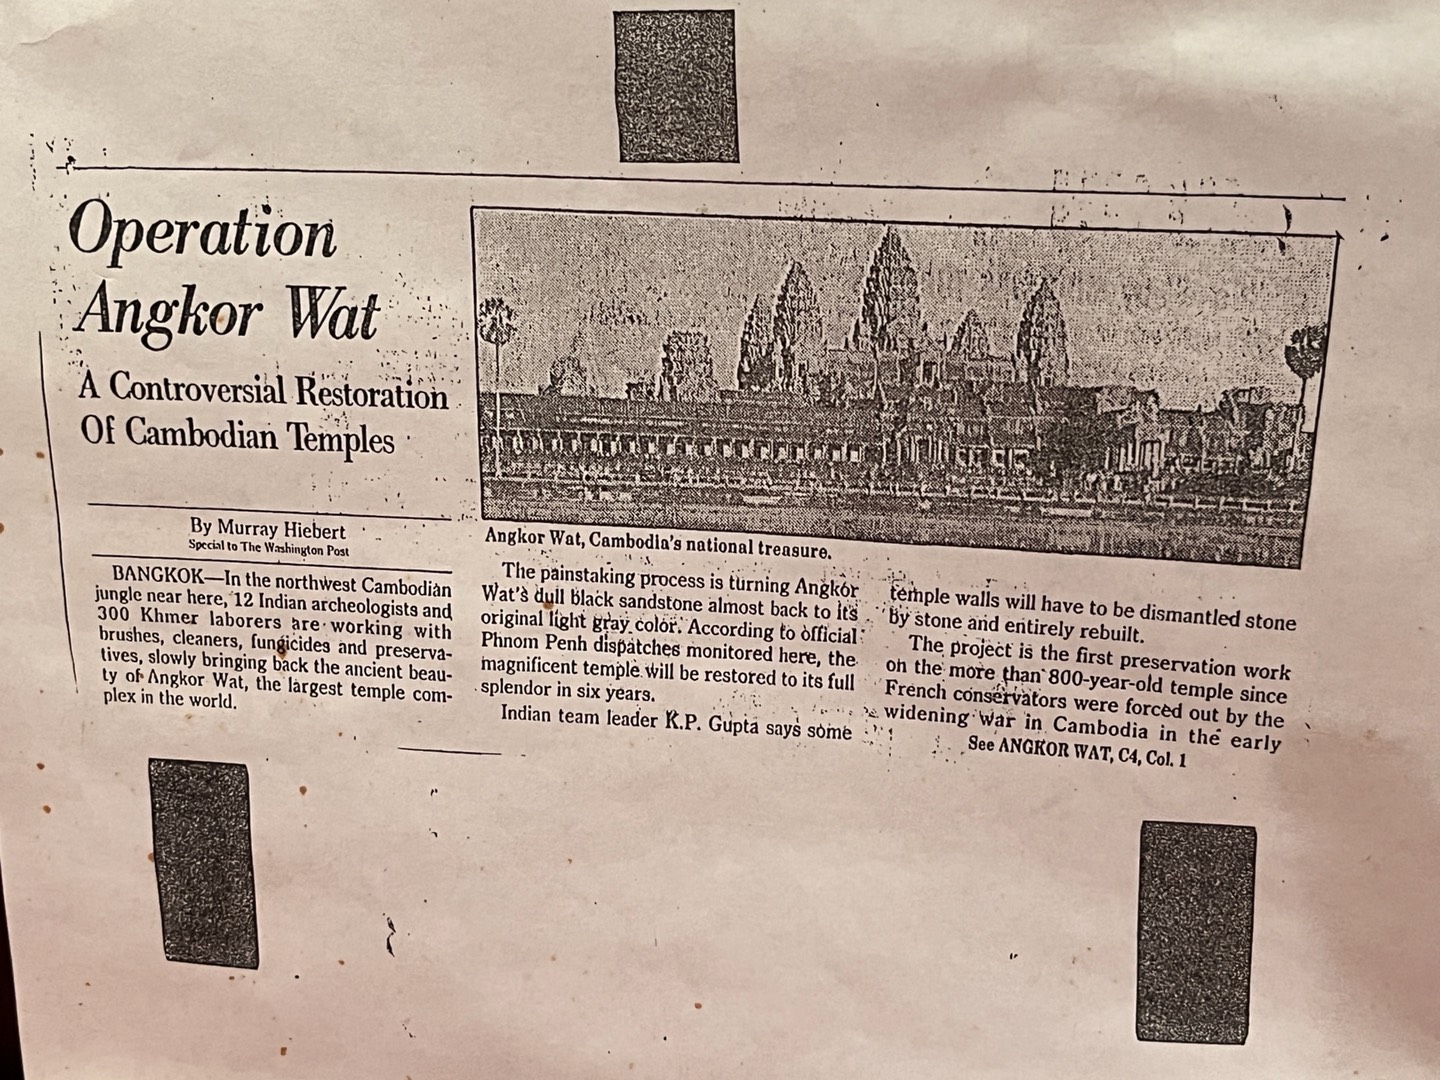 Operation
Angkor Wat
A Controversial Restoration
Of Cambodian Temples
By Murray Hiebert
Special to The Washington Post
BANGKOK—In the northwest Cambodian
jungle near here, 12 Indian archeologists and
300 Khmer laborers are working with
brushes, cleaners, fungicides and preserva-
tives, slowly bringing back the ancient beau-
ty of Angkor Wat, the largest temple com-
plex in the world.
Angkor Wat, Cambodia's national treasure.
The painstaking process is turning Angkor
Wat's dull black sandstone almost back to its
original light gray color. According to official
Phnom Penh dispatches monitored here, the
magnificent temple will be restored to its full
splendor in six years.
Indian team leader K.P. Gupta says some
temple walls will have to be dismantled stone
by stone and entirely rebuilt.
The project is the first preservation work
on the more than 800-year-old temple since
French conservators were forced out by the
widening war in Cambodia in the early
See ANGKOR WAT, C4, Col. 1